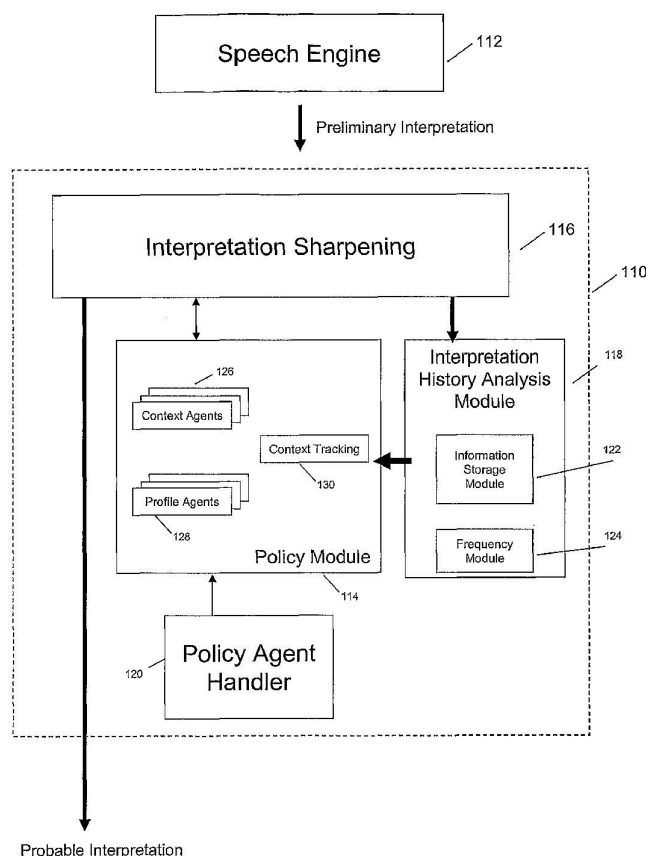 Speech Engine
112
Preliminary Interpretation
Interpretation Sharpening
116
110
126
Context Agents
Context Tracking
130
Profile Agents
128
Policy Module
114
Interpretation
History Analysis
Module
118
Information
Storage
Module
122
Frequency
Module
124
120
Policy Agent
Handler
Probable Interpretation